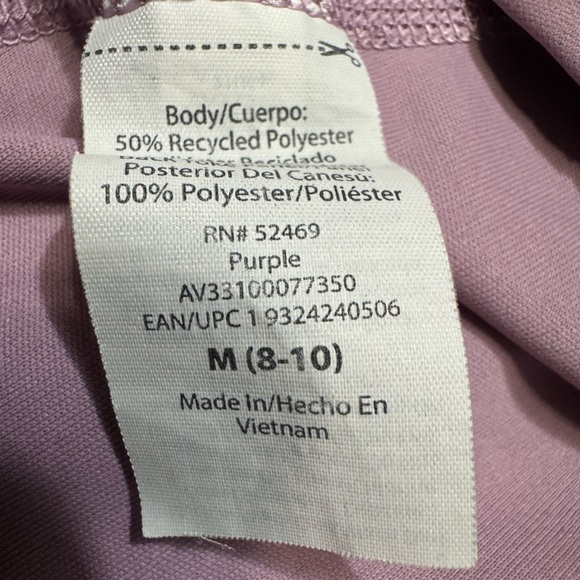 Body/Cuerpo:
50% Recycled Polyester
Reciclado
Posterior Del Canesú:
100% Polyester/Poliéster
RN# 52469
Purple
AV33100077350
EAN/UPC 1 9324240506
M (8-10)
Made In/Hecho En
Vietnam